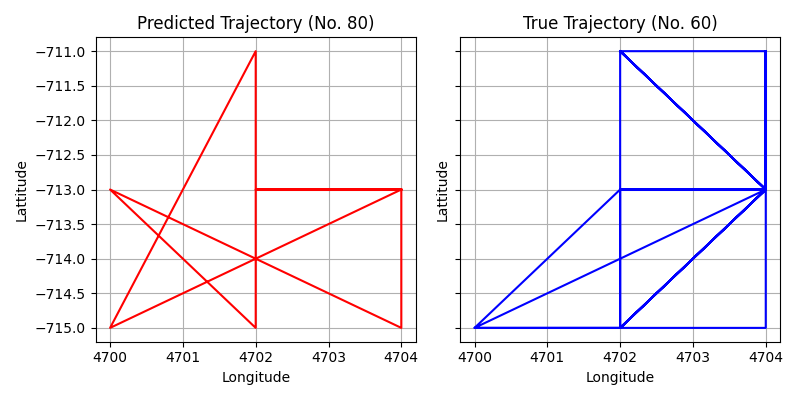 Predicted Trajectory (No. 80)
True Trajectory (No. 60)
−711.0
−711.5
−712.0
−712.5
−713.0
−713.5
−714.0
−714.5
−715.0
Lattitude
Lattitude
4700 4701 4702 4703 4704
4700 4701 4702 4703 4704
Longitude
Longitude